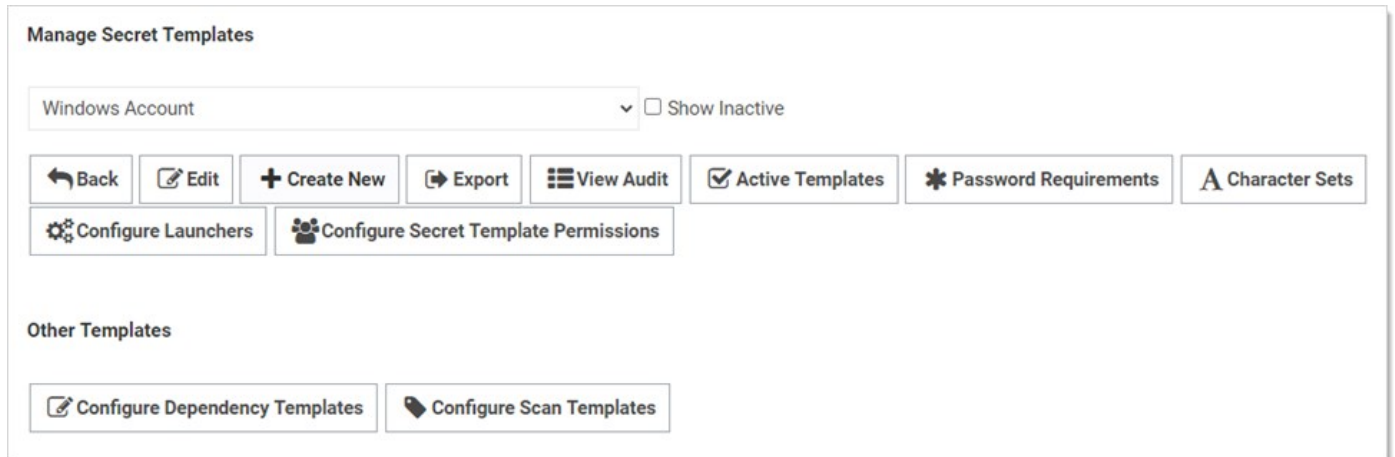 Manage Secret Templates
Windows Account Show Inactive
Back Edit Create New Export View Audit Active Templates Password Requirements Character Sets
Configure Launchers Configure Secret Template Permissions
Other Templates
Configure Dependency Templates Configure Scan Templates